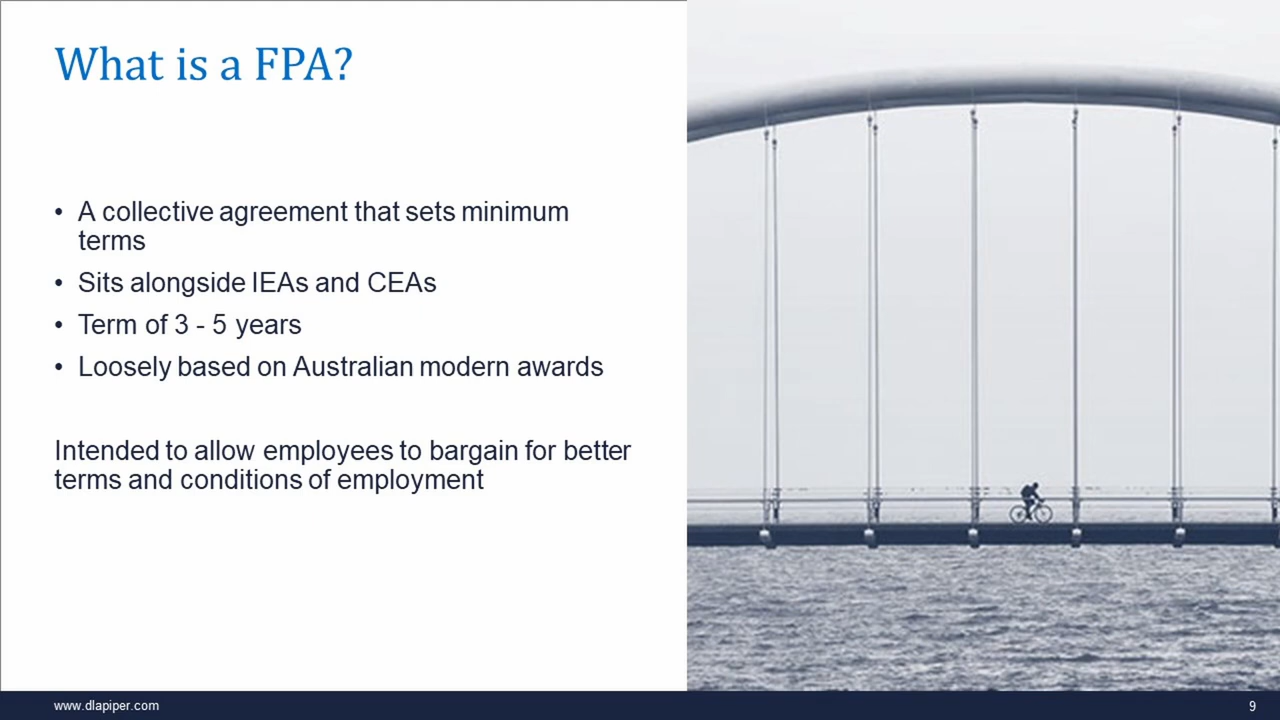 What is a FPA?
• A collective agreement that sets minimum
terms
• Sits alongside IEAs and CEAs
• Term of 3 - 5 years
• Loosely based on Australian modern awards
Intended to allow employees to bargain for better
terms and conditions of employment
www.dlapiper.com
9